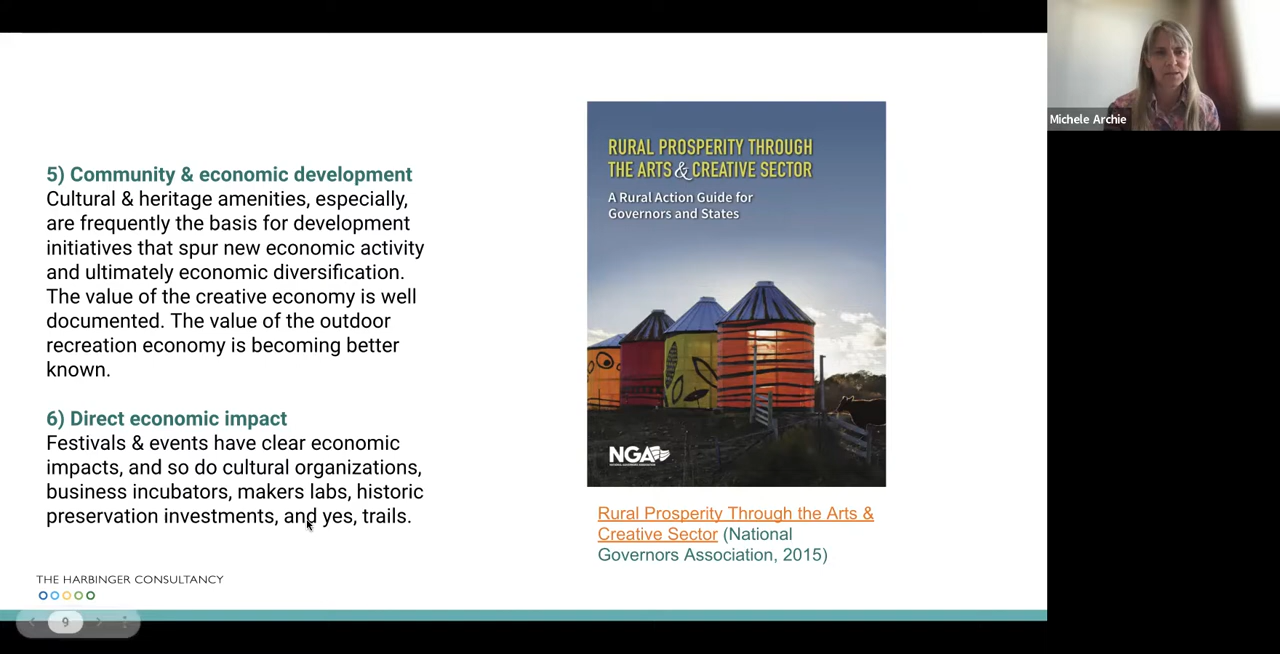 5) Community & economic development
Cultural & heritage amenities, especially,
are frequently the basis for development
initiatives that spur new economic activity
and ultimately economic diversification.
The value of the creative economy is well
documented. The value of the outdoor
recreation economy is becoming better
known.
6) Direct economic impact
Festivals & events have clear economic
impacts, and so do cultural organizations,
business incubators, makers labs, historic
preservation investments, and yes, trails.
THE HARBINGER CONSULTANCY
9
RURAL PROSPERITY THROUGH
THE ARTS & CREATIVE SECTOR
A Rural Action Guide for
Governors and States
NGA
Rural Prosperity Through the Arts &
Creative Sector (National
Governors Association, 2015)
Michele Archie